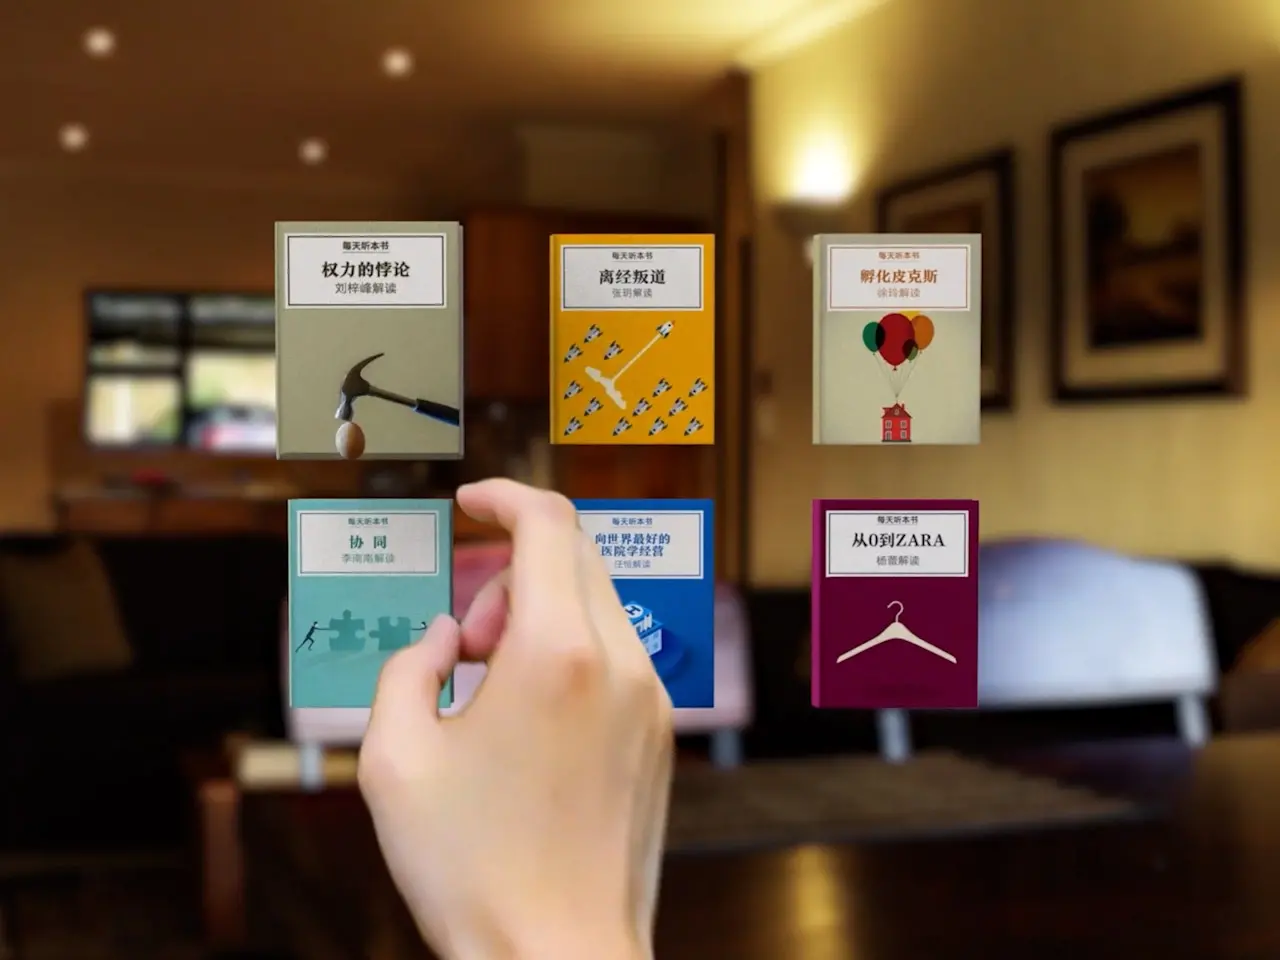 每天听本书
权力的悖论
刘梓峰解读
每天听本书
离经叛道
张玥解读
每天听本书
孵化皮克斯
徐玲解读
每天听本书
协 同
李南南解读
每天听本书
向世界最好的
医院学经营
任恒解读
每天听本书
从0到ZARA
杨蕾解读
H